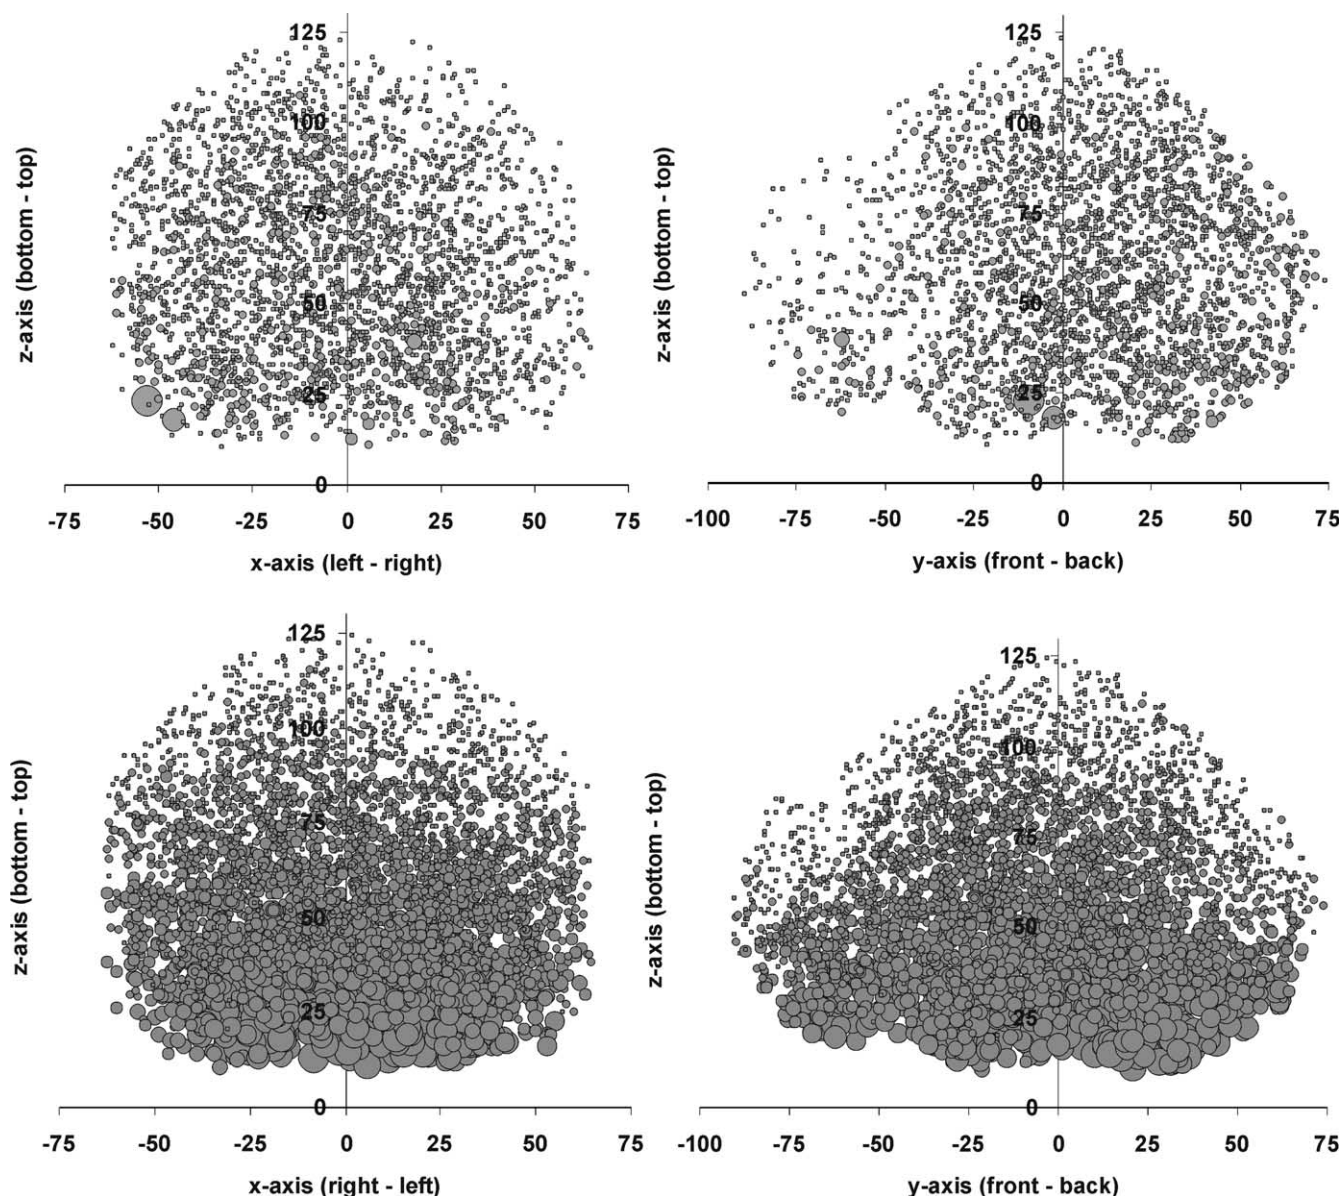 125
100
75
50
25
0
z-axis (bottom - top)
-75 -50 -25 0 25 50 75
x-axis (left - right)
125
100
75
50
25
0
z-axis (bottom - top)
-100 -75 -50 -25 0 25 50 75
y-axis (front - back)
125
100
75
50
25
0
z-axis (bottom - top)
-75 -50 -25 0 25 50 75
x-axis (right - left)
125
100
75
50
25
0
z-axis (bottom - top)
-100 -75 -50 -25 0 25 50 75
y-axis (front - back)